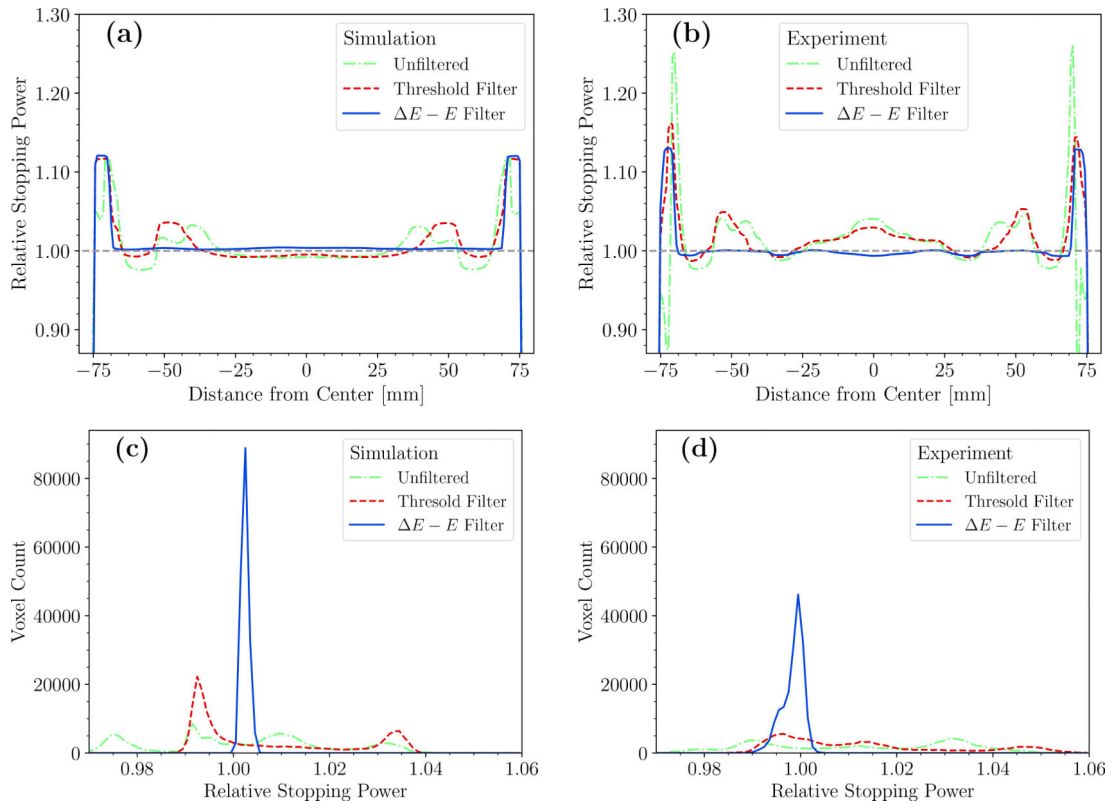 (a)
Simulation
Unfiltered
Threshold Filter
ΔE − E Filter
1.30
1.20
1.10
1.00
0.90
Relative Stopping Power
−75
−50
−25
0
25
50
75
Distance from Center [mm]
(b)
Experiment
Unfiltered
Threshold Filter
ΔE − E Filter
1.30
1.20
1.10
1.00
0.90
Relative Stopping Power
−75
−50
−25
0
25
50
75
Distance from Center [mm]
(c)
Simulation
Unfiltered
Thresold Filter
ΔE − E Filter
80000
60000
40000
20000
0
Voxel Count
0.98
1.00
1.02
1.04
1.06
Relative Stopping Power
(d)
Experiment
Unfiltered
Thresold Filter
ΔE − E Filter
80000
60000
40000
20000
0
Voxel Count
0.98
1.00
1.02
1.04
1.06
Relative Stopping Power